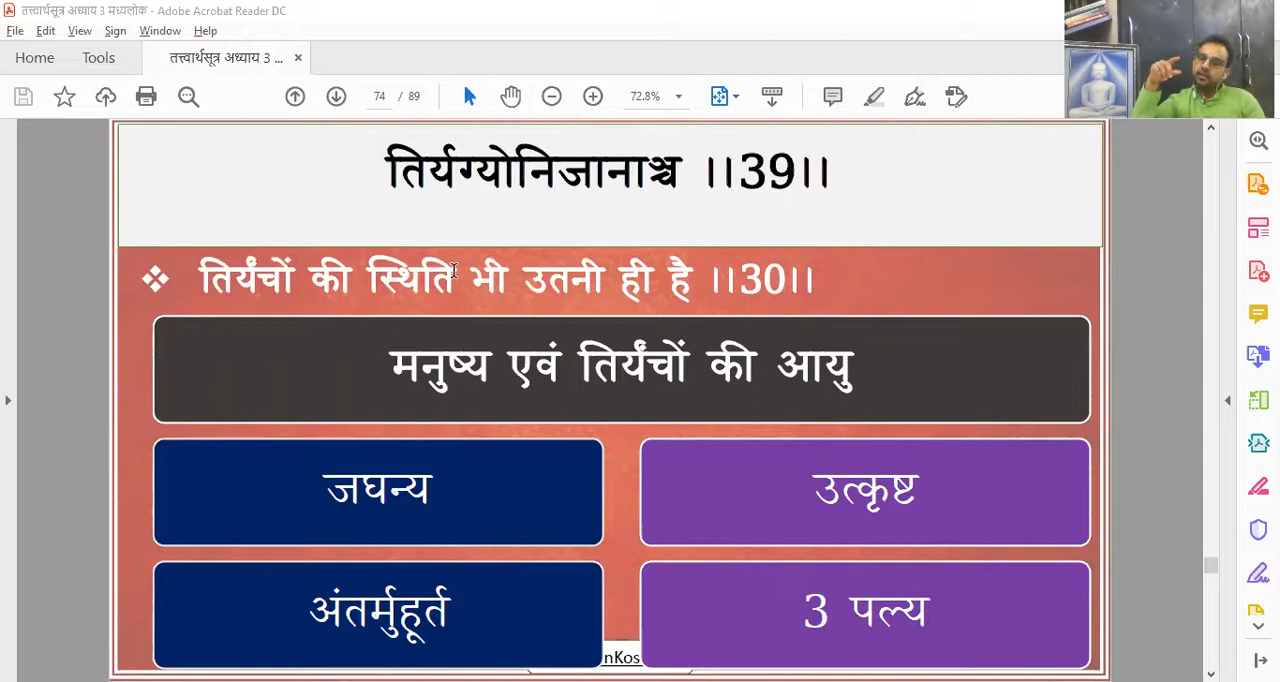 तत्त्वार्थसूत्र अध्याय 3 मध्यलोक - Adobe Acrobat Reader DC
File Edit View Sign Window Help
Home Tools तत्त्वार्थसूत्र अध्याय 3 ... ×
74 / 89 72.8%
तिर्यग्योनिजानाञ्च ।।39।।
❖ तिर्यंचों की स्थिति भी उतनी ही है ।।30।।
मनुष्य एवं तिर्यंचों की आयु
जघन्य उत्कृष्ट
अंतर्मुहूर्त 3 पल्य
nKos